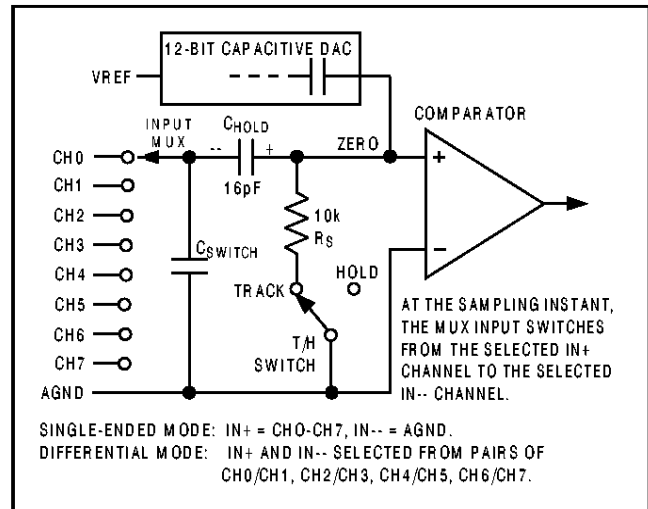 12-BIT CAPACITIVE DAC
VREF
COMPARATOR
INPUT
MUX
CHOLD
ZERO
-- +
16pF
+
−
CH0
CH1
CH2
CH3
CH4
CH5
CH6
CH7
AGND
CSWITCH
10k
RS
TRACK
HOLD
T/H
SWITCH
AT THE SAMPLING INSTANT,
THE MUX INPUT SWITCHES
FROM THE SELECTED IN+
CHANNEL TO THE SELECTED
IN-- CHANNEL.
SINGLE-ENDED MODE: IN+ = CHO-CH7, IN-- = AGND.
DIFFERENTIAL MODE: IN+ AND IN-- SELECTED FROM PAIRS OF
CH0/CH1, CH2/CH3, CH4/CH5, CH6/CH7.